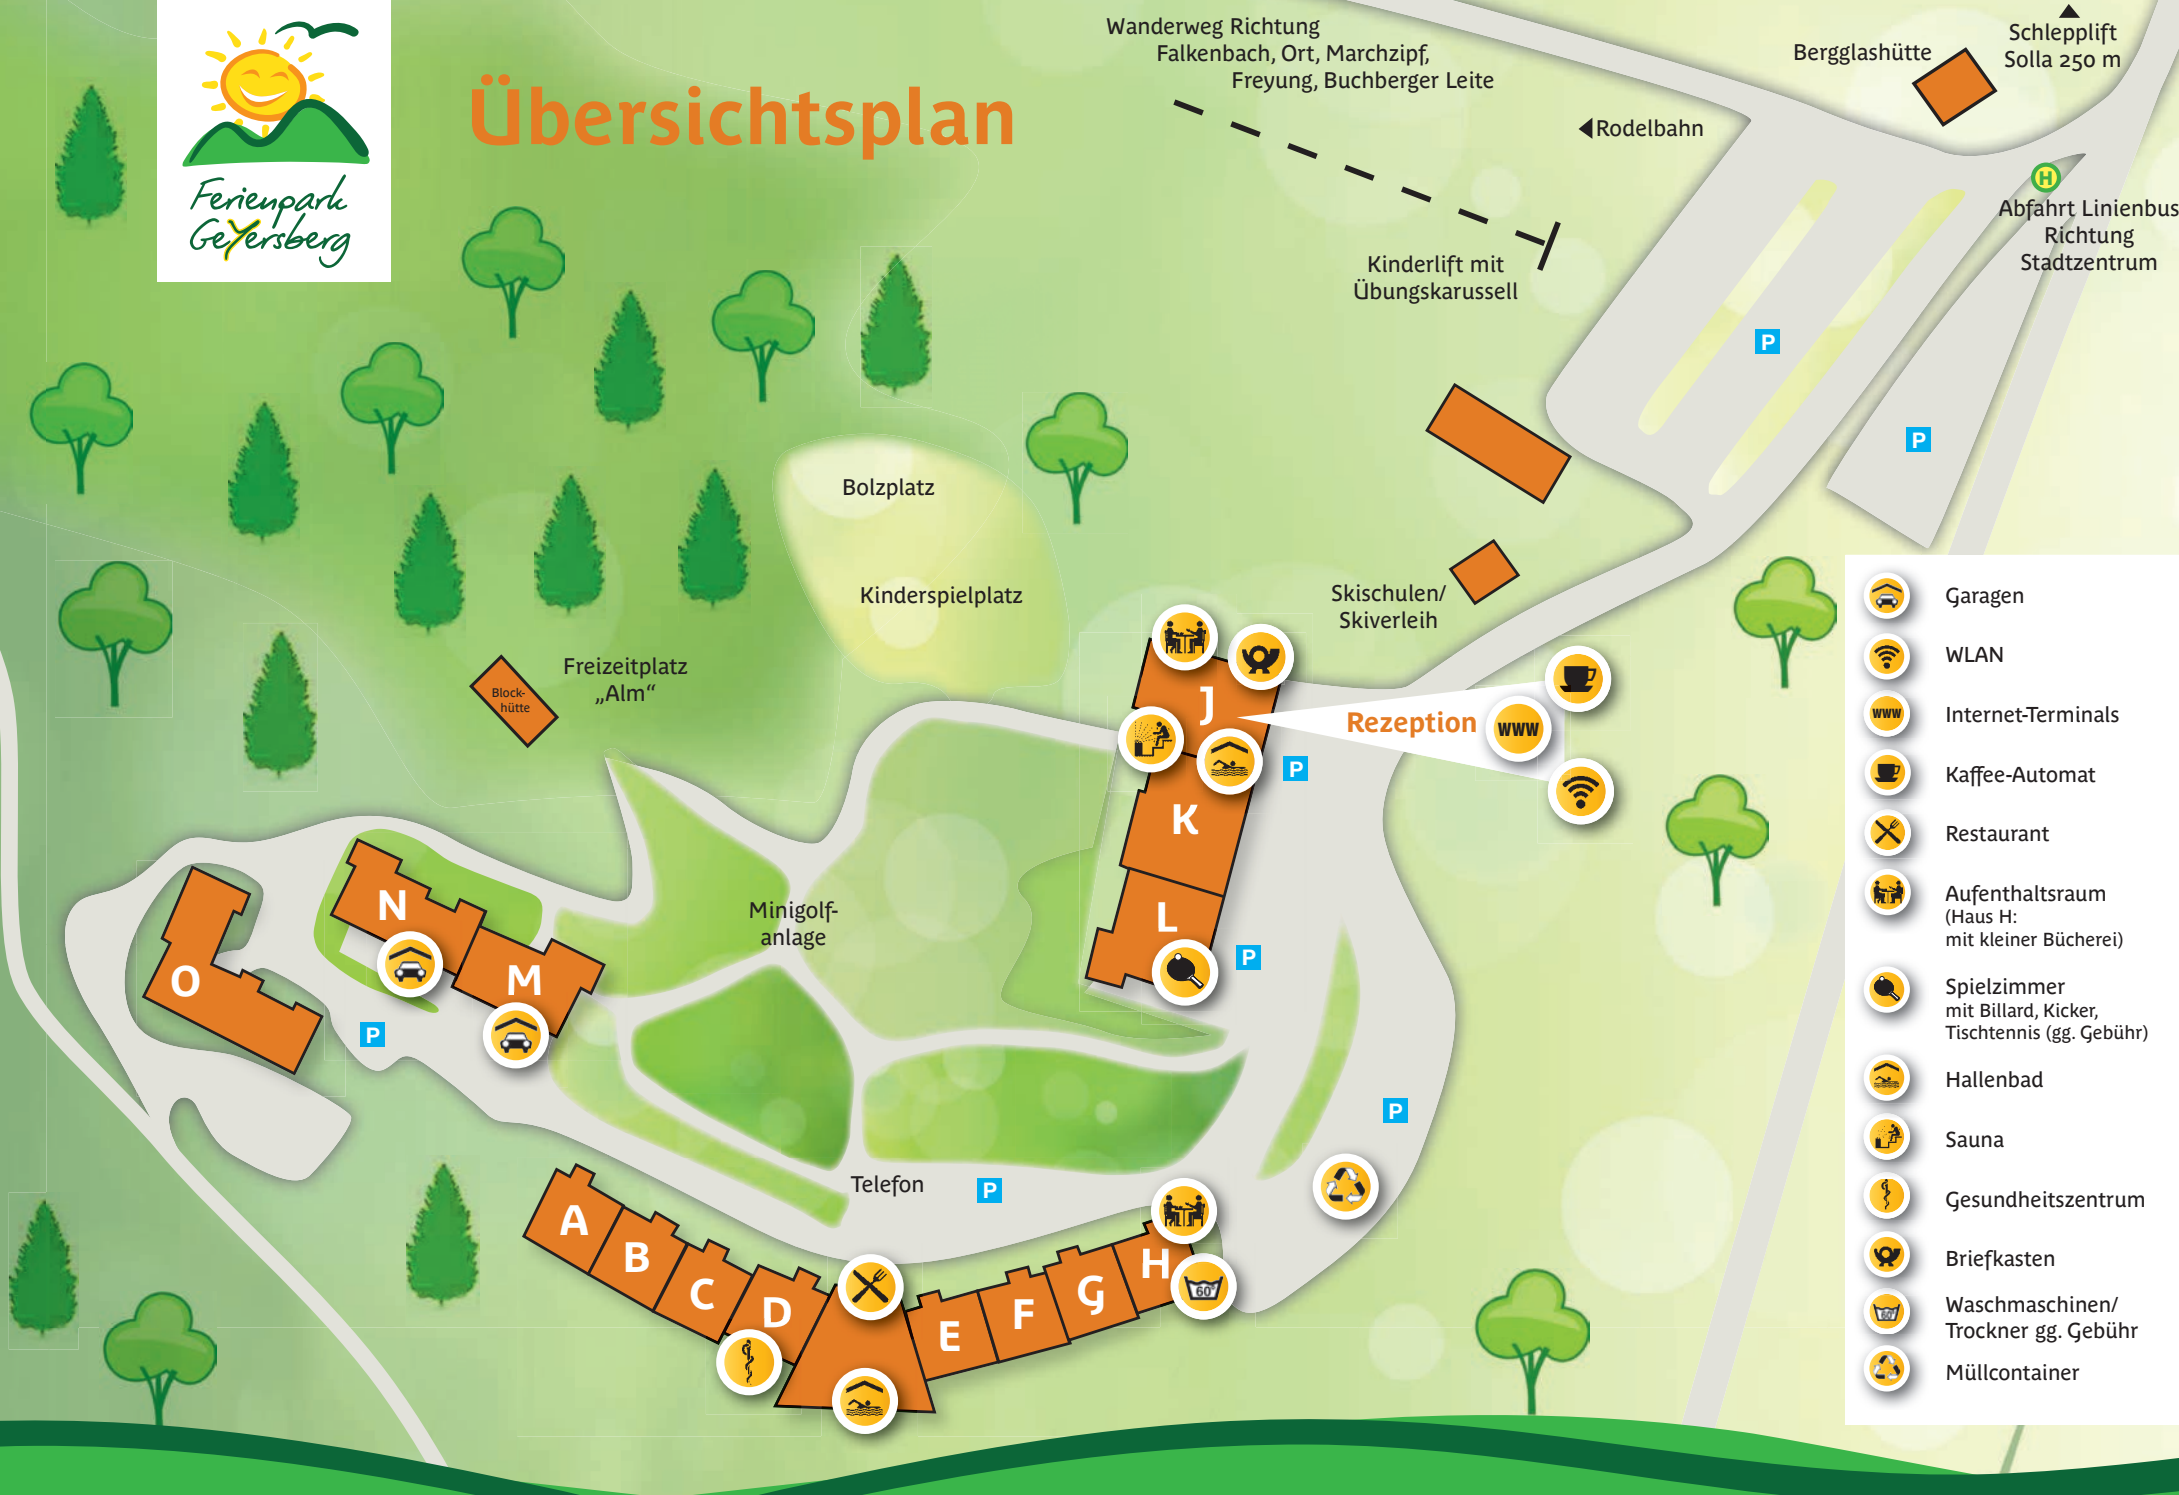 Ferienpark
Geyersberg
Übersichtsplan
Wanderweg Richtung
Falkenbach, Ort, Marchzipf,
Freyung, Buchberger Leite
Rodelbahn
Bergglashütte
Schlepplift
Solla 250 m
H
Abfahrt Linienbus
Richtung
Stadtzentrum
Kinderlift mit
Übungskarussell
P
P
Bolzplatz
Kinderspielplatz
Skischulen/
Skiverleih
Freizeitplatz
„Alm“
Block-
hütte
J
Rezeption
WWW
P
K
L
P
Minigolf-
anlage
N
M
O
P
P
Telefon
P
A
B
C
D
E
F
G
H
60°
Garagen
WLAN
WWW
Internet-Terminals
Kaffee-Automat
Restaurant
Aufenthaltsraum
(Haus H:
mit kleiner Bücherei)
Spielzimmer
mit Billard, Kicker,
Tischtennis (gg. Gebühr)
Hallenbad
Sauna
Gesundheitszentrum
Briefkasten
60°
Waschmaschinen/
Trockner gg. Gebühr
Müllcontainer